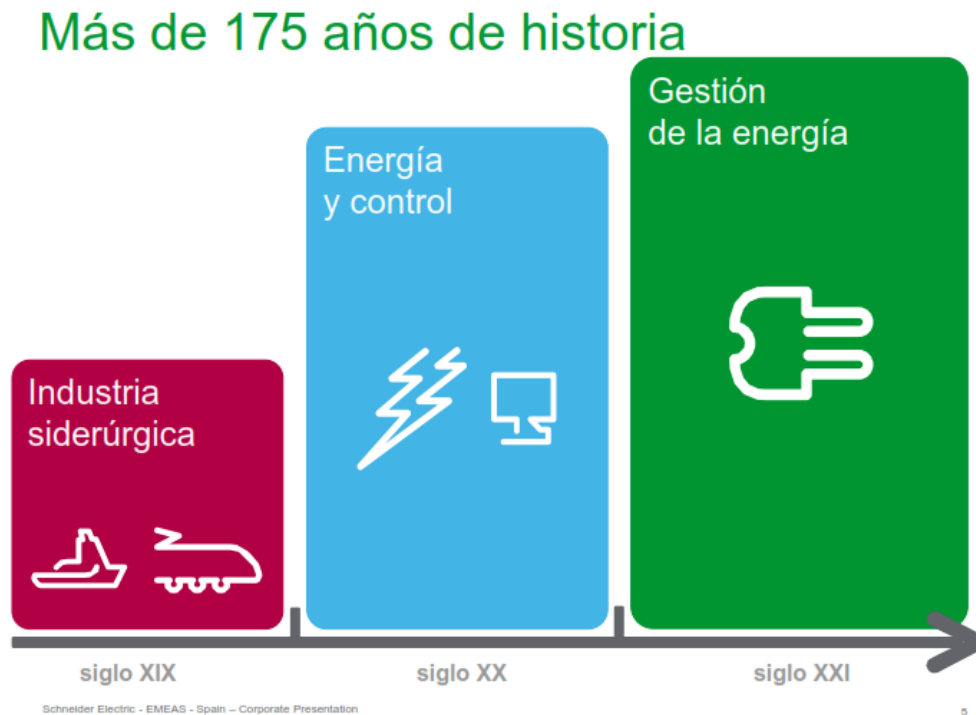 Más de 175 años de historia
Gestión
de la energía
Energía
y control
Industria
siderúrgica
siglo XIX
siglo XX
siglo XXI
Schneider Electric - EMEAS - Spain – Corporate Presentation
5